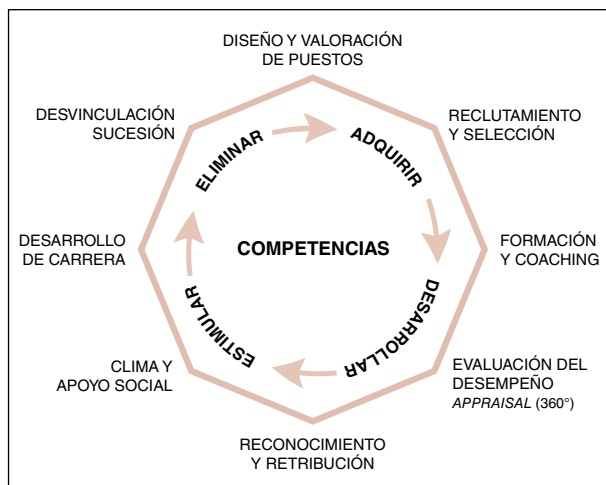 DISEÑO Y VALORACIÓN
DE PUESTOS
RECLUTAMIENTO
Y SELECCIÓN
FORMACIÓN
Y COACHING
EVALUACIÓN DEL
DESEMPEÑO
APPRAISAL (360°)
RECONOCIMIENTO
Y RETRIBUCIÓN
CLIMA Y
APOYO SOCIAL
DESARROLLO
DE CARRERA
DESVINCULACIÓN
SUCESIÓN
ADQUIRIR
DESARROLLAR
ESTIMULAR
ELIMINAR
COMPETENCIAS